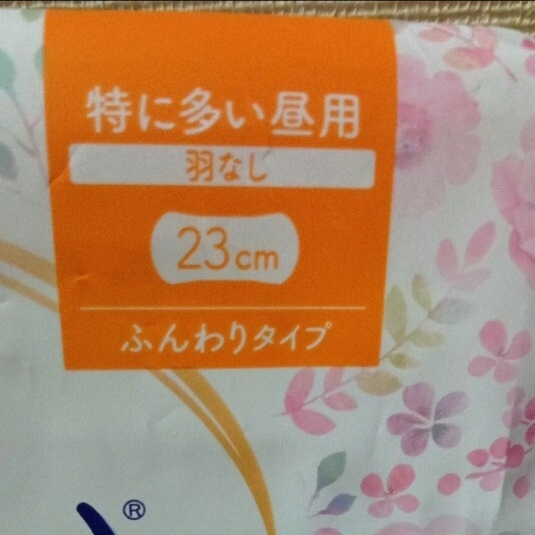 特に多い昼用
羽なし
23cm
ふんわりタイプ
®